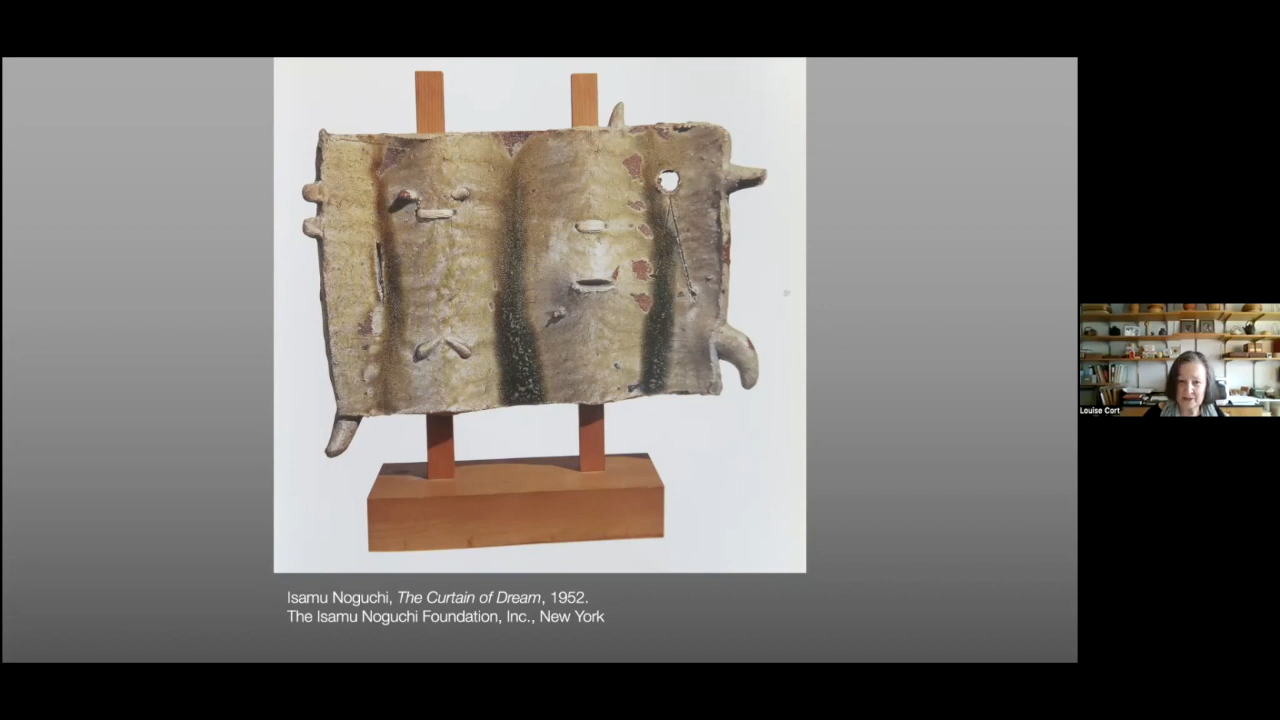 Isamu Noguchi, The Curtain of Dream, 1952.
The Isamu Noguchi Foundation, Inc., New York
Louise Cort